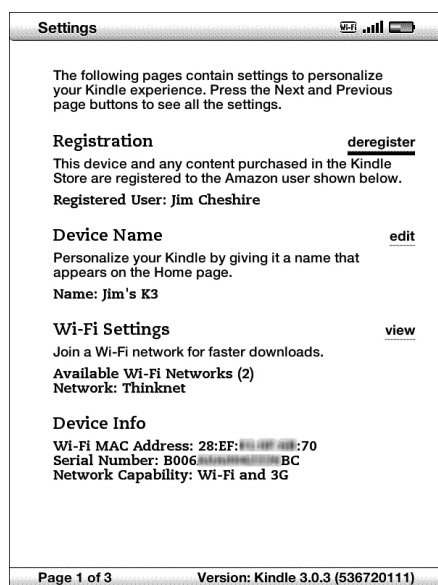 Settings Wi-Fi
The following pages contain settings to personalize
your Kindle experience. Press the Next and Previous
page buttons to see all the settings.
Registration deregister
This device and any content purchased in the Kindle
Store are registered to the Amazon user shown below.
Registered User: Jim Cheshire
Device Name edit
Personalize your Kindle by giving it a name that
appears on the Home page.
Name: Jim's K3
Wi-Fi Settings view
Join a Wi-Fi network for faster downloads.
Available Wi-Fi Networks (2)
Network: Thinknet
Device Info
Wi-Fi MAC Address: 28:EF: :70
Serial Number: B006 BC
Network Capability: Wi-Fi and 3G
Page 1 of 3 Version: Kindle 3.0.3 (536720111)